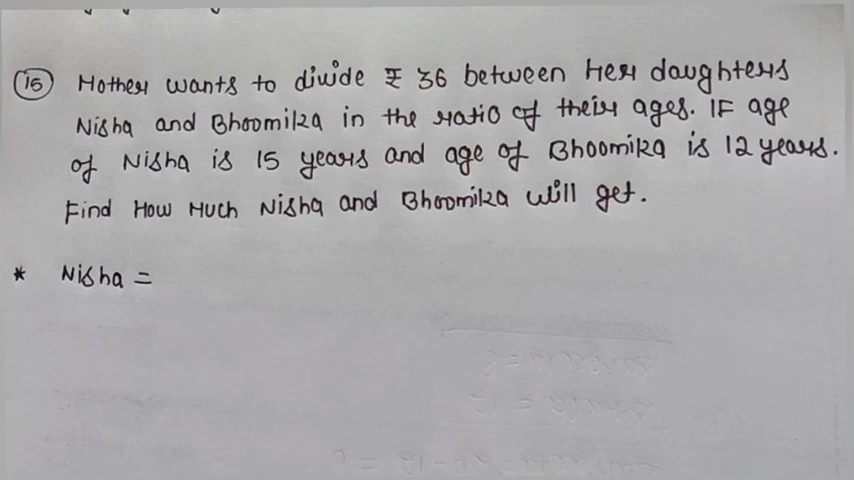 15 Mother wants to divide ₹ 36 between Her daughters
Nisha and Bhoomika in the ratio of their ages. IF age
of Nisha is 15 years and age of Bhoomika is 12 years.
Find How Much Nisha and Bhoomika will get.
* Nisha =